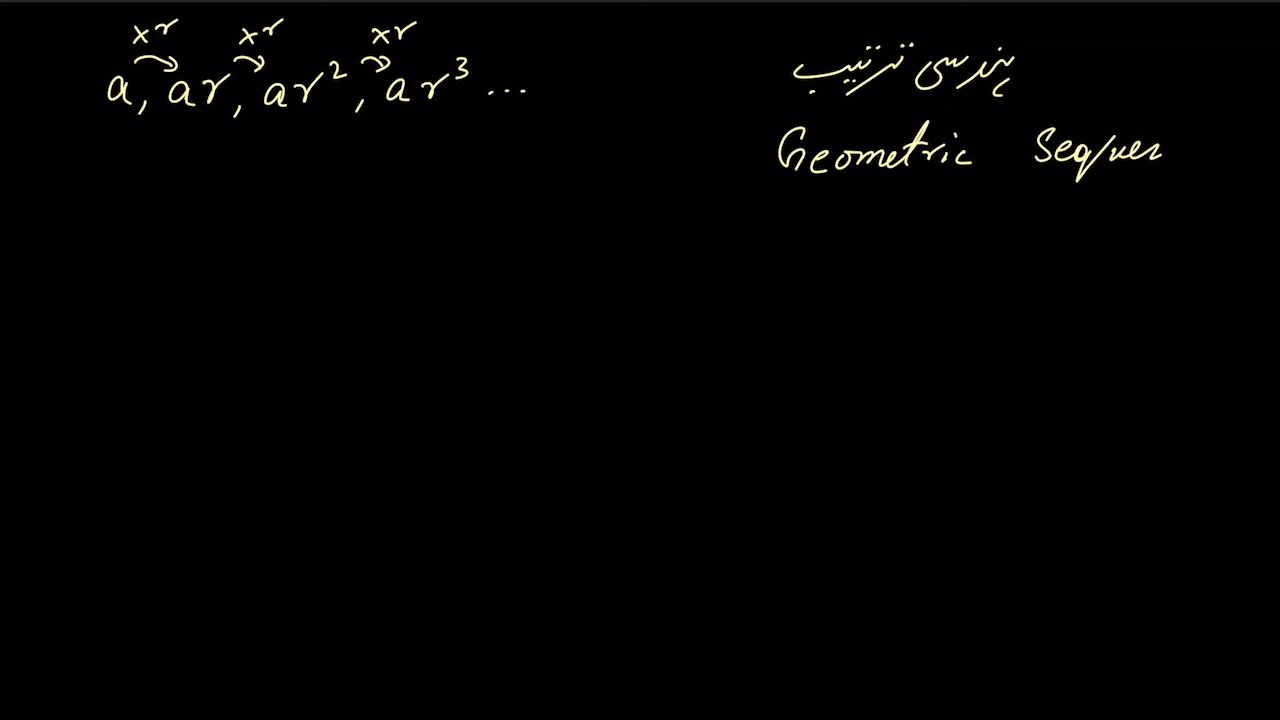 ×r ×r ×r
a, ar, ar², ar³ ...
ہندسی ترتیب
Geometric Sequen